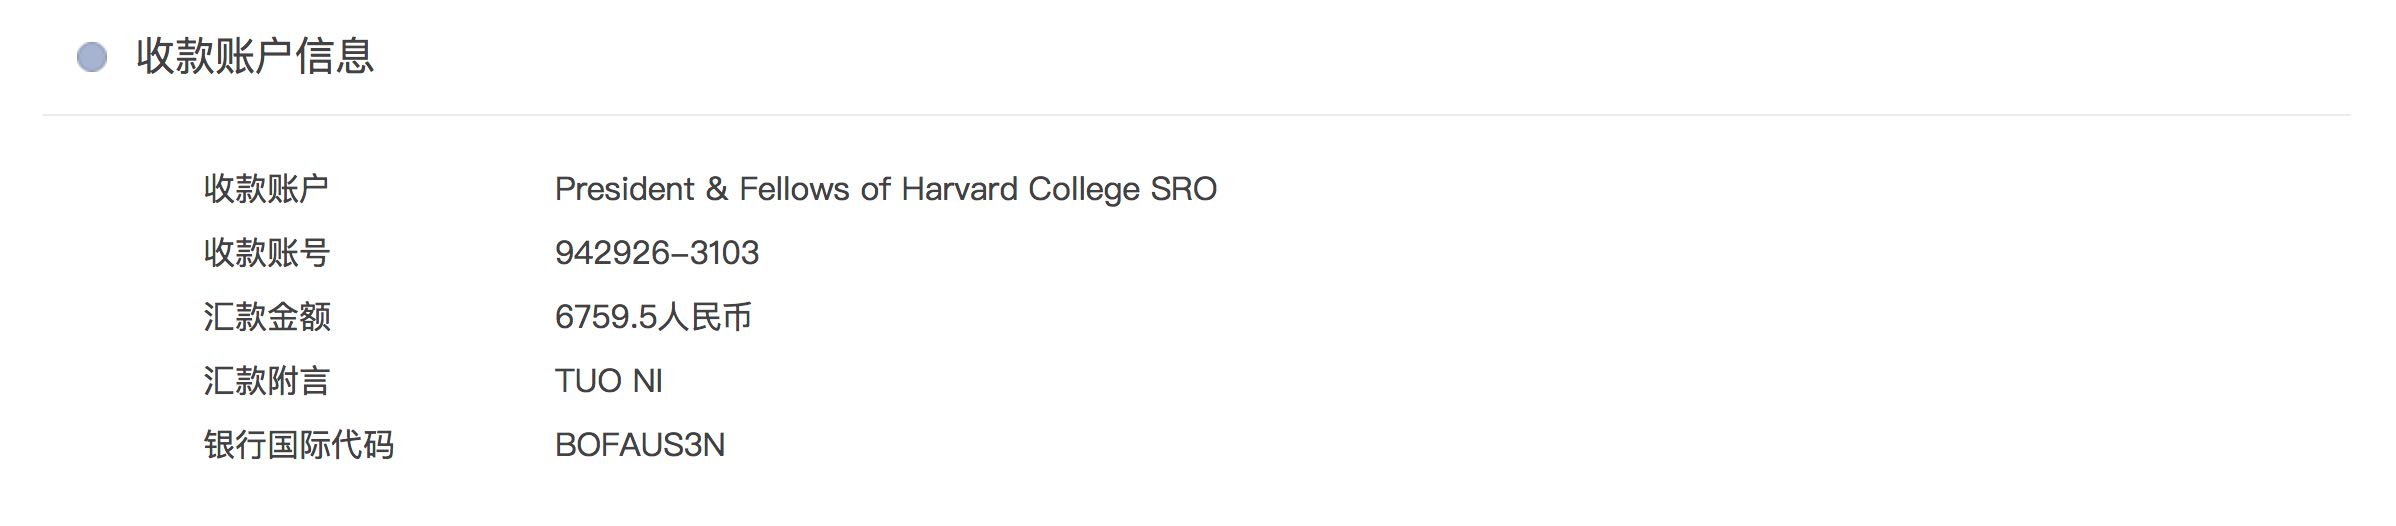 收款账户信息
收款账户 President & Fellows of Harvard College SRO
收款账号 942926-3103
汇款金额 6759.5人民币
汇款附言 TUO NI
银行国际代码 BOFAUS3N